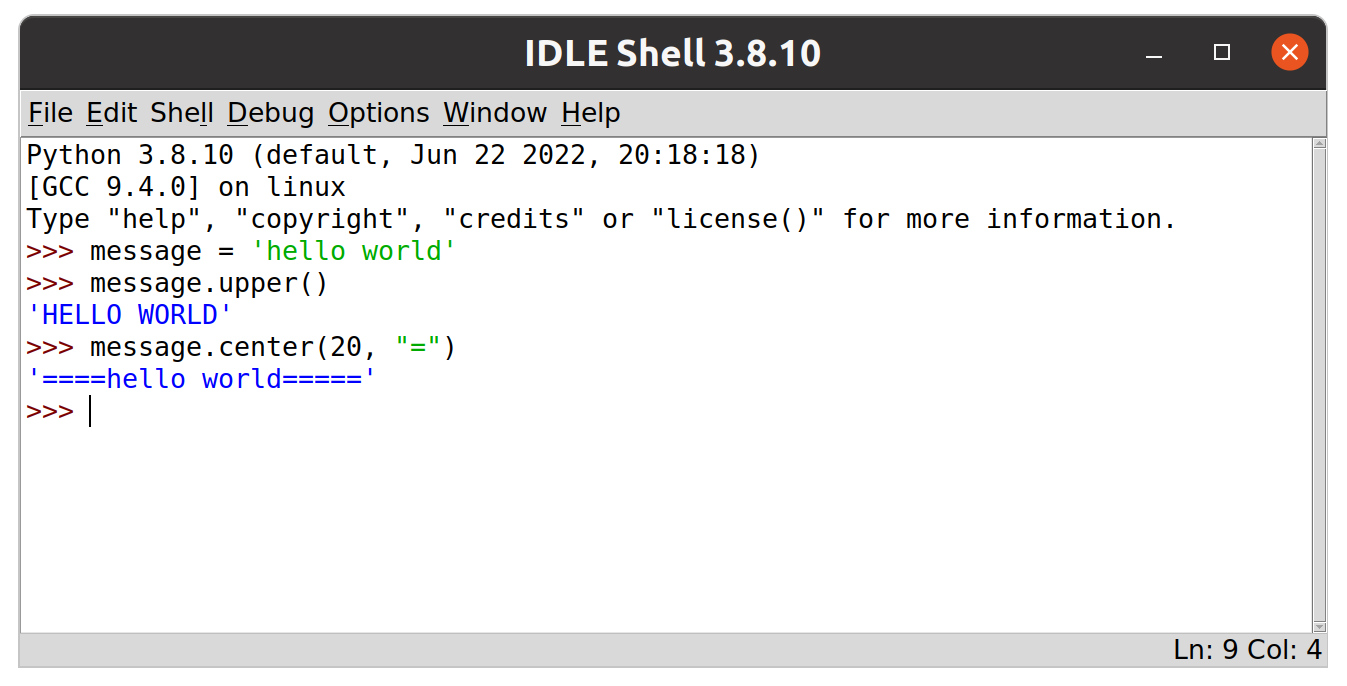 IDLE Shell 3.8.10
File Edit Shell Debug Options Window Help
Python 3.8.10 (default, Jun 22 2022, 20:18:18)
[GCC 9.4.0] on linux
Type "help", "copyright", "credits" or "license()" for more information.
>>> message = 'hello world'
>>> message.upper()
'HELLO WORLD'
>>> message.center(20, "=")
'====hello world====='
>>>
Ln: 9 Col: 4